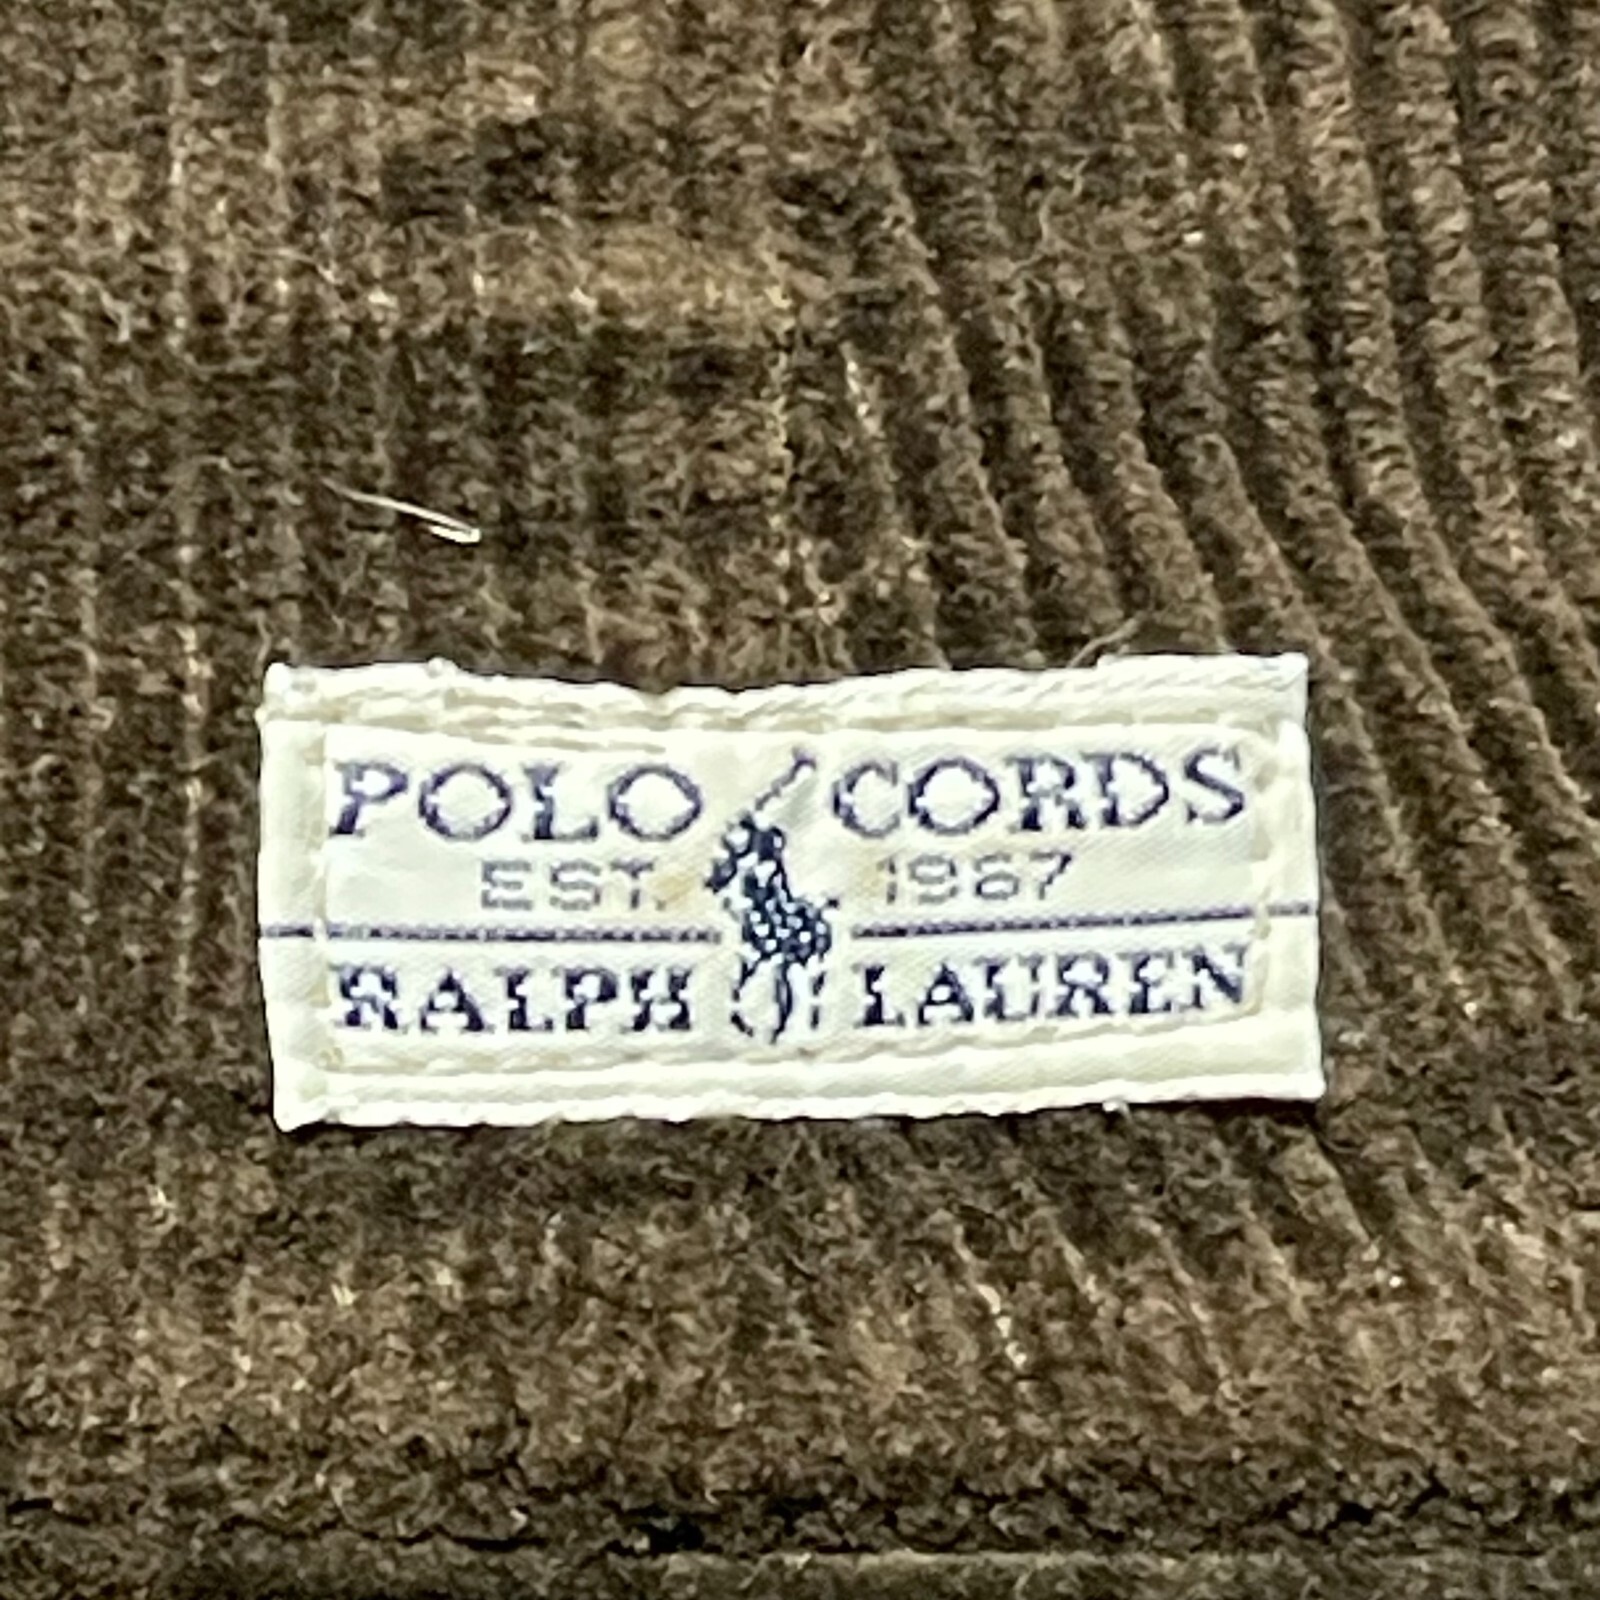 POLO CORDS
EST. 1967
RALPH LAUREN